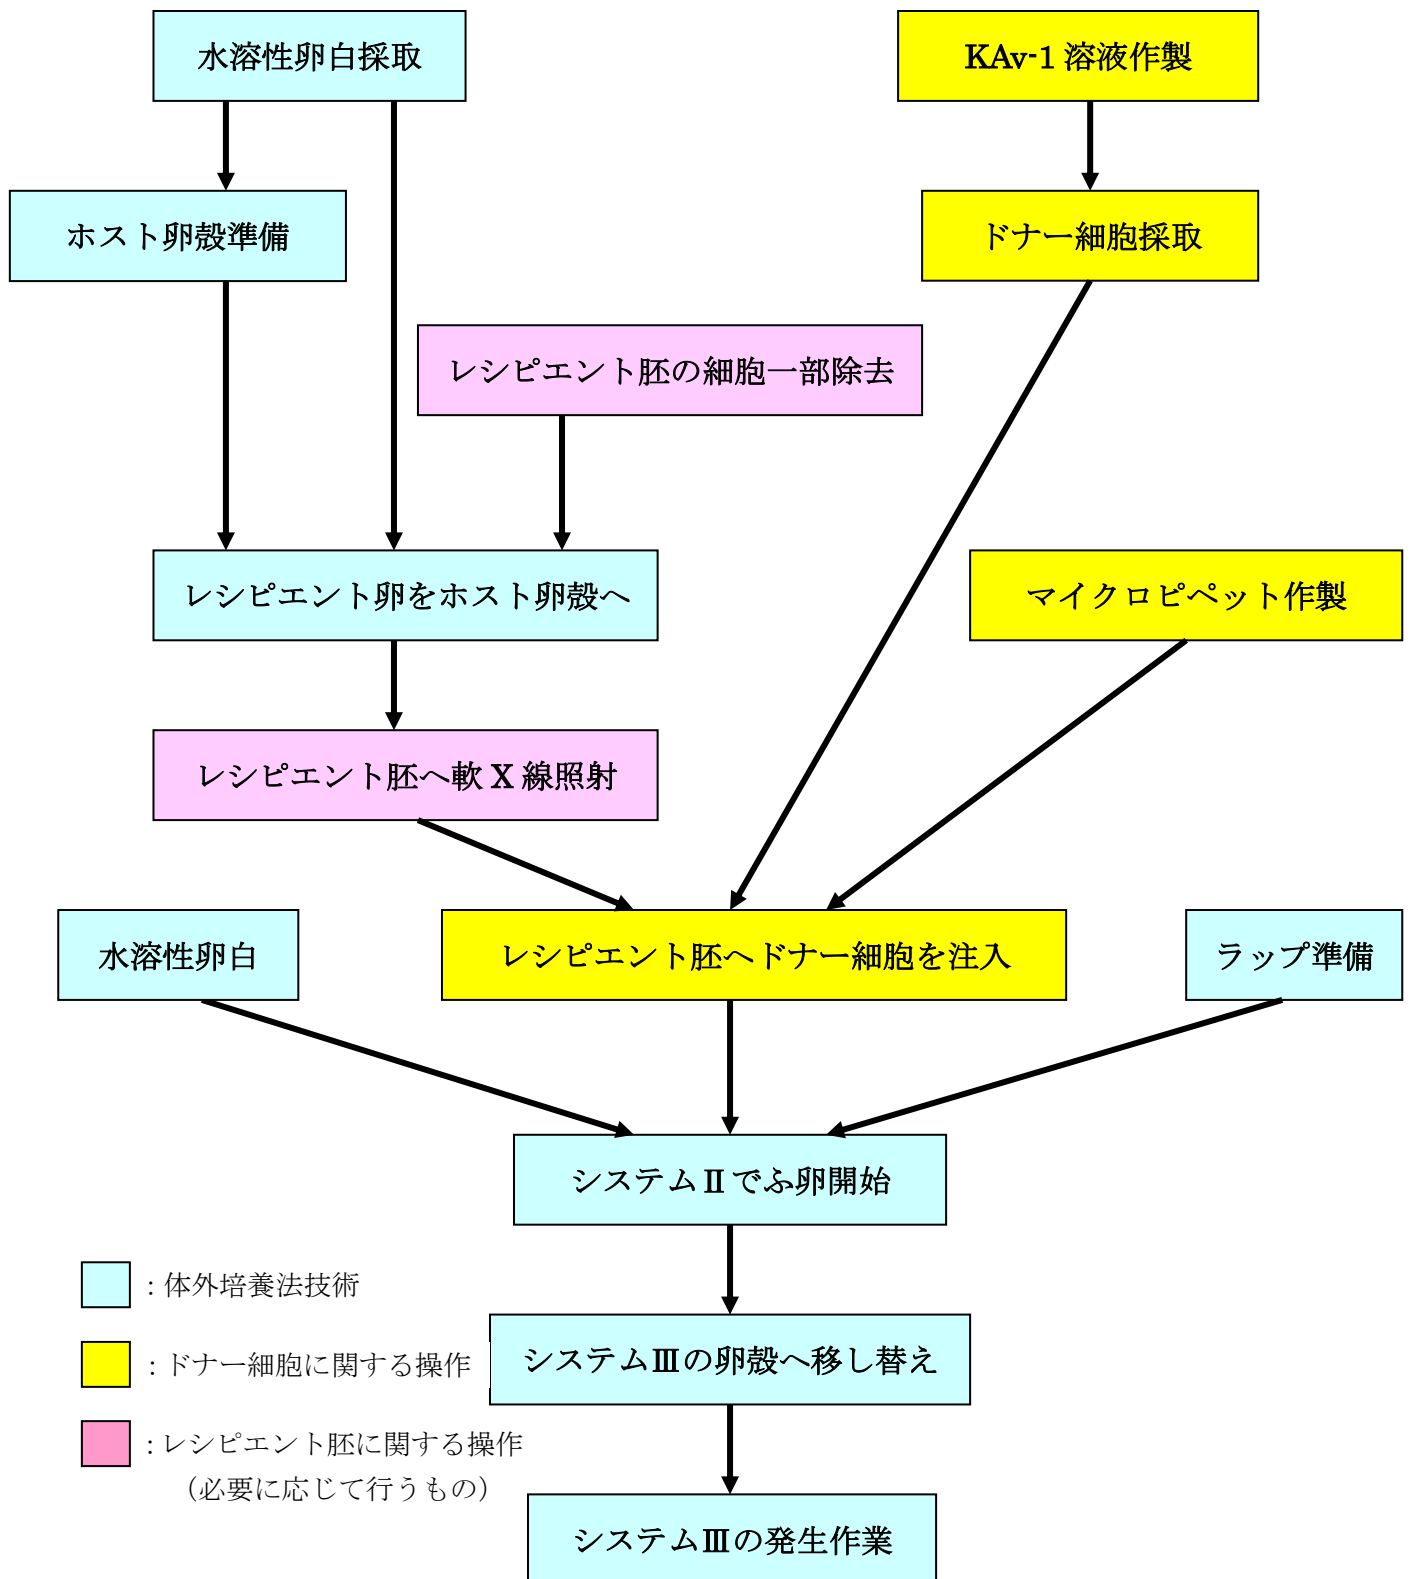 水溶性卵白採取
KAv-1 溶液作製
ホスト卵殻準備
ドナー細胞採取
レシピエント胚の細胞一部除去
レシピエント卵をホスト卵殻へ
マイクロピペット作製
レシピエント胚へ軟 X 線照射
水溶性卵白
レシピエント胚へドナー細胞を注入
ラップ準備
システムⅡでふ卵開始
：体外培養法技術
システムⅢの卵殻へ移し替え
：ドナー細胞に関する操作
：レシピエント胚に関する操作
（必要に応じて行うもの）
システムⅢの発生作業